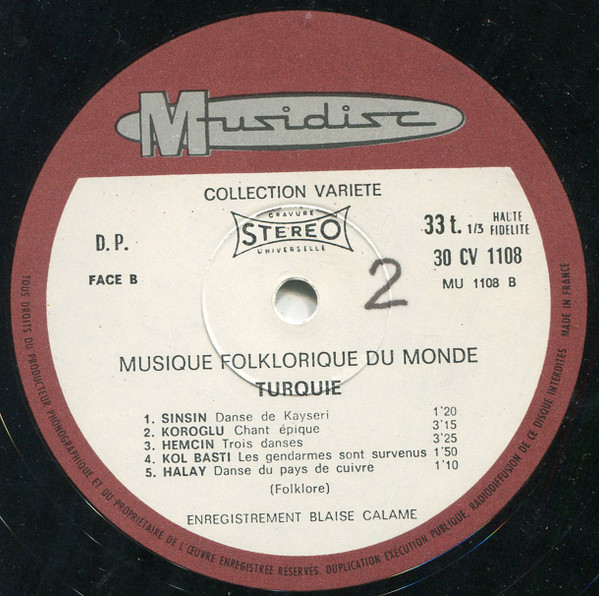 Musidisc
COLLECTION VARIETE
GRAVURE
STEREO
UNIVERSELLE
D. P.
FACE B
33 t. 1/3 HAUTE FIDELITE
30 CV 1108
MU 1108 B
2
MUSIQUE FOLKLORIQUE DU MONDE
TURQUIE
1. SINSIN Danse de Kayseri 1'20
2. KOROGLU Chant épique 3'15
3. HEMCIN Trois danses 3'25
4. KOL BASTI Les gendarmes sont survenus 1'50
5. HALAY Danse du pays de cuivre 1'10
(Folklore)
ENREGISTREMENT BLAISE CALAME
TOUS DROITS DU PRODUCTEUR PHONOGRAPHIQUE ET DU PROPRIETAIRE DE L'ŒUVRE ENREGISTRÉE RÉSERVÉS. DUPLICATION EXÉCUTION PUBLIQUE, RADIODIFFUSION DE CE DISQUE INTERDITES MADE IN FRANCE